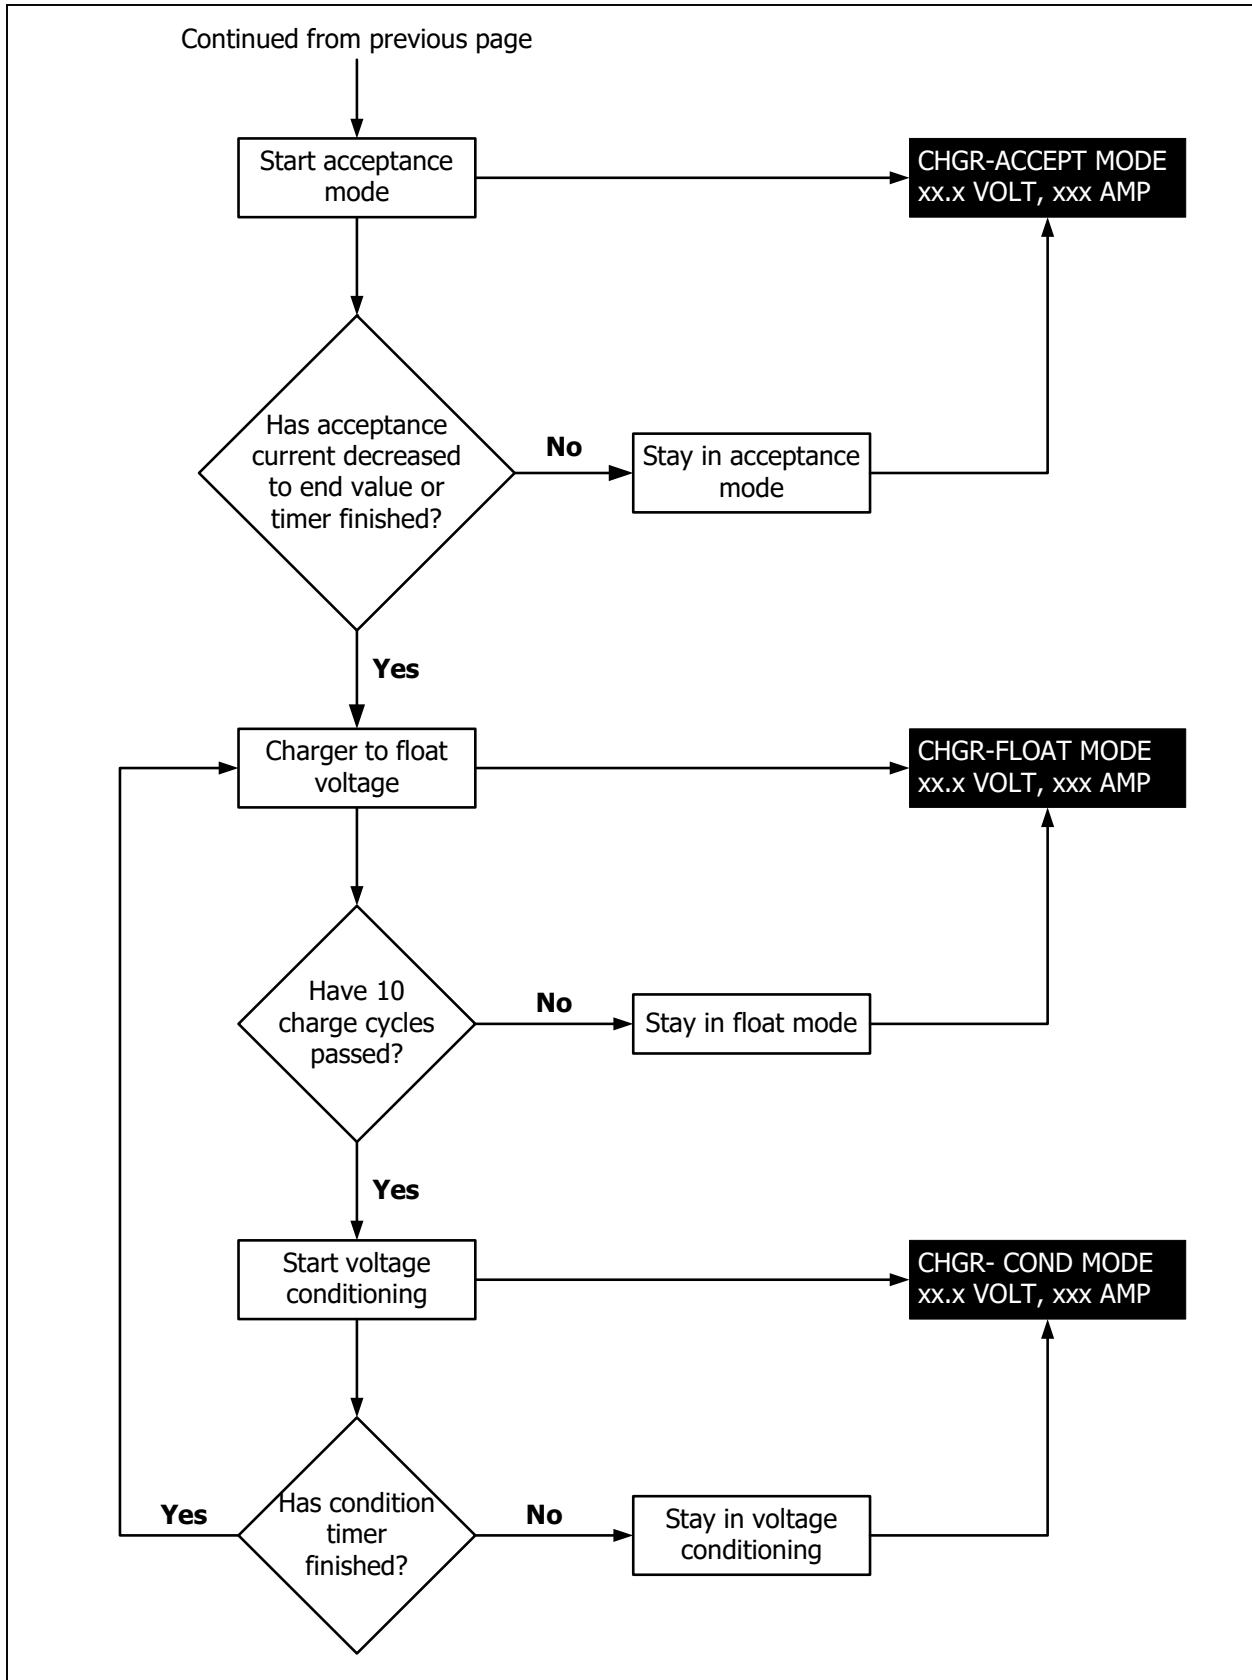 Continued from previous page
Start acceptance
mode
CHGR-ACCEPT MODE
xx.x VOLT, xxx AMP
Has acceptance
current decreased
to end value or
timer finished?
No
Stay in acceptance
mode
Yes
Charger to float
voltage
CHGR-FLOAT MODE
xx.x VOLT, xxx AMP
Have 10
charge cycles
passed?
No
Stay in float mode
Yes
Start voltage
conditioning
CHGR- COND MODE
xx.x VOLT, xxx AMP
Yes
Has condition
timer
finished?
No
Stay in voltage
conditioning